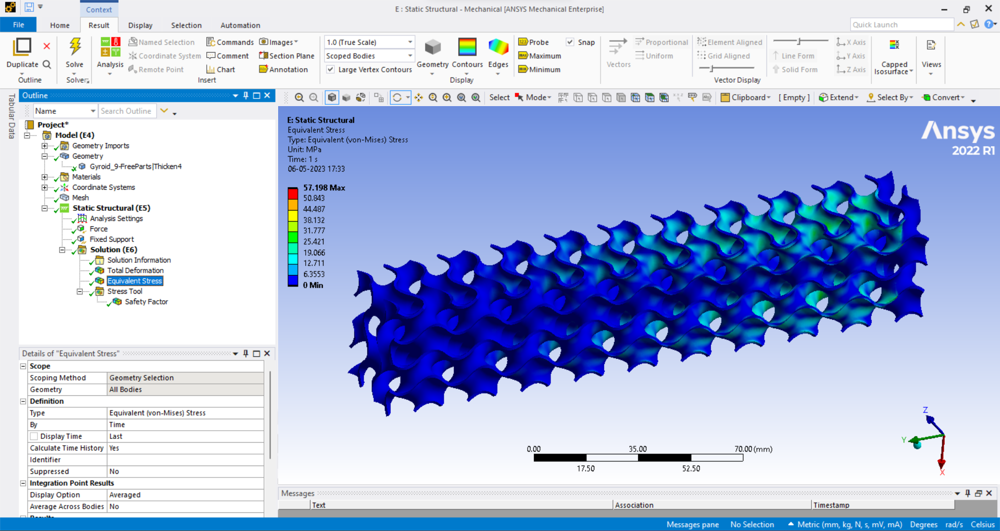 Context
E : Static Structural - Mechanical [ANSYS Mechanical Enterprise]
File Home Result Display Selection Automation
Quick Launch
Duplicate
Outline
Solve
Solver
Analysis
Named Selection
Coordinate System
Remote Point
Commands
Comment
Chart
Images
Section Plane
Annotation
Insert
1.0 (True Scale)
Scoped Bodies
Large Vertex Contours
Geometry Contours Edges
Display
Probe
Maximum
Minimum
Snap
Vectors
Proportional
Uniform
Element Aligned
Grid Aligned
Line Form
Solid Form
X Axis
Y Axis
Z Axis
Vector Display
Capped
Isosurface
Views
Tabular Data
Outline
Name Search Outline
Select Mode Clipboard [ Empty ] Extend Select By Convert
Project*
Model (E4)
Geometry Imports
Geometry
Gyroid_9-FreeParts|Thicken4
Materials
Coordinate Systems
Mesh
Static Structural (E5)
Analysis Settings
Force
Fixed Support
Solution (E6)
Solution Information
Total Deformation
Equivalent Stress
Stress Tool
Safety Factor
Details of "Equivalent Stress"
Scope
Scoping Method Geometry Selection
Geometry All Bodies
Definition
Type Equivalent (von-Mises) Stress
By Time
Display Time Last
Calculate Time History Yes
Identifier
Suppressed No
Integration Point Results
Display Option Averaged
Average Across Bodies No
E: Static Structural
Equivalent Stress
Type: Equivalent (von-Mises) Stress
Unit: MPa
Time: 1 s
06-05-2023 17:33
57.198 Max
50.843
44.487
38.132
31.777
25.421
19.066
12.711
6.3553
0 Min
Ansys
2022 R1
Z
Y
X
0.00 35.00 70.00 (mm)
17.50 52.50
Messages
Text Association Timestamp
Messages pane No Selection Metric (mm, kg, N, s, mV, mA) Degrees rad/s Celsius